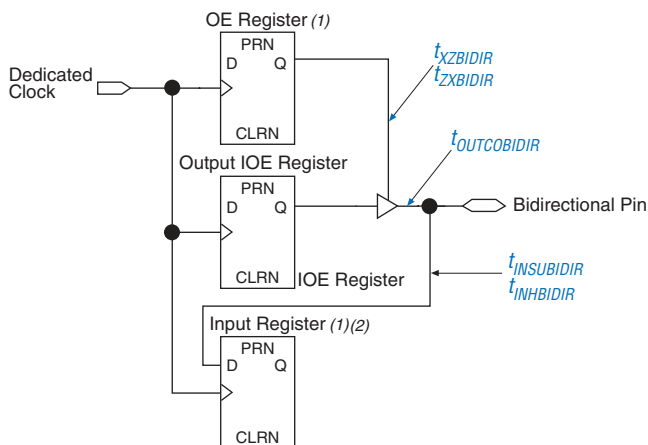 OE Register (1)
PRN
D Q
CLRN
Dedicated
Clock
tXZBIDIR
tZXBIDIR
tOUTCOBIDIR
Output IOE Register
PRN
D Q
CLRN
IOE Register
Bidirectional Pin
tINSUBIDIR
tINHBIDIR
Input Register (1)(2)
PRN
D Q
CLRN